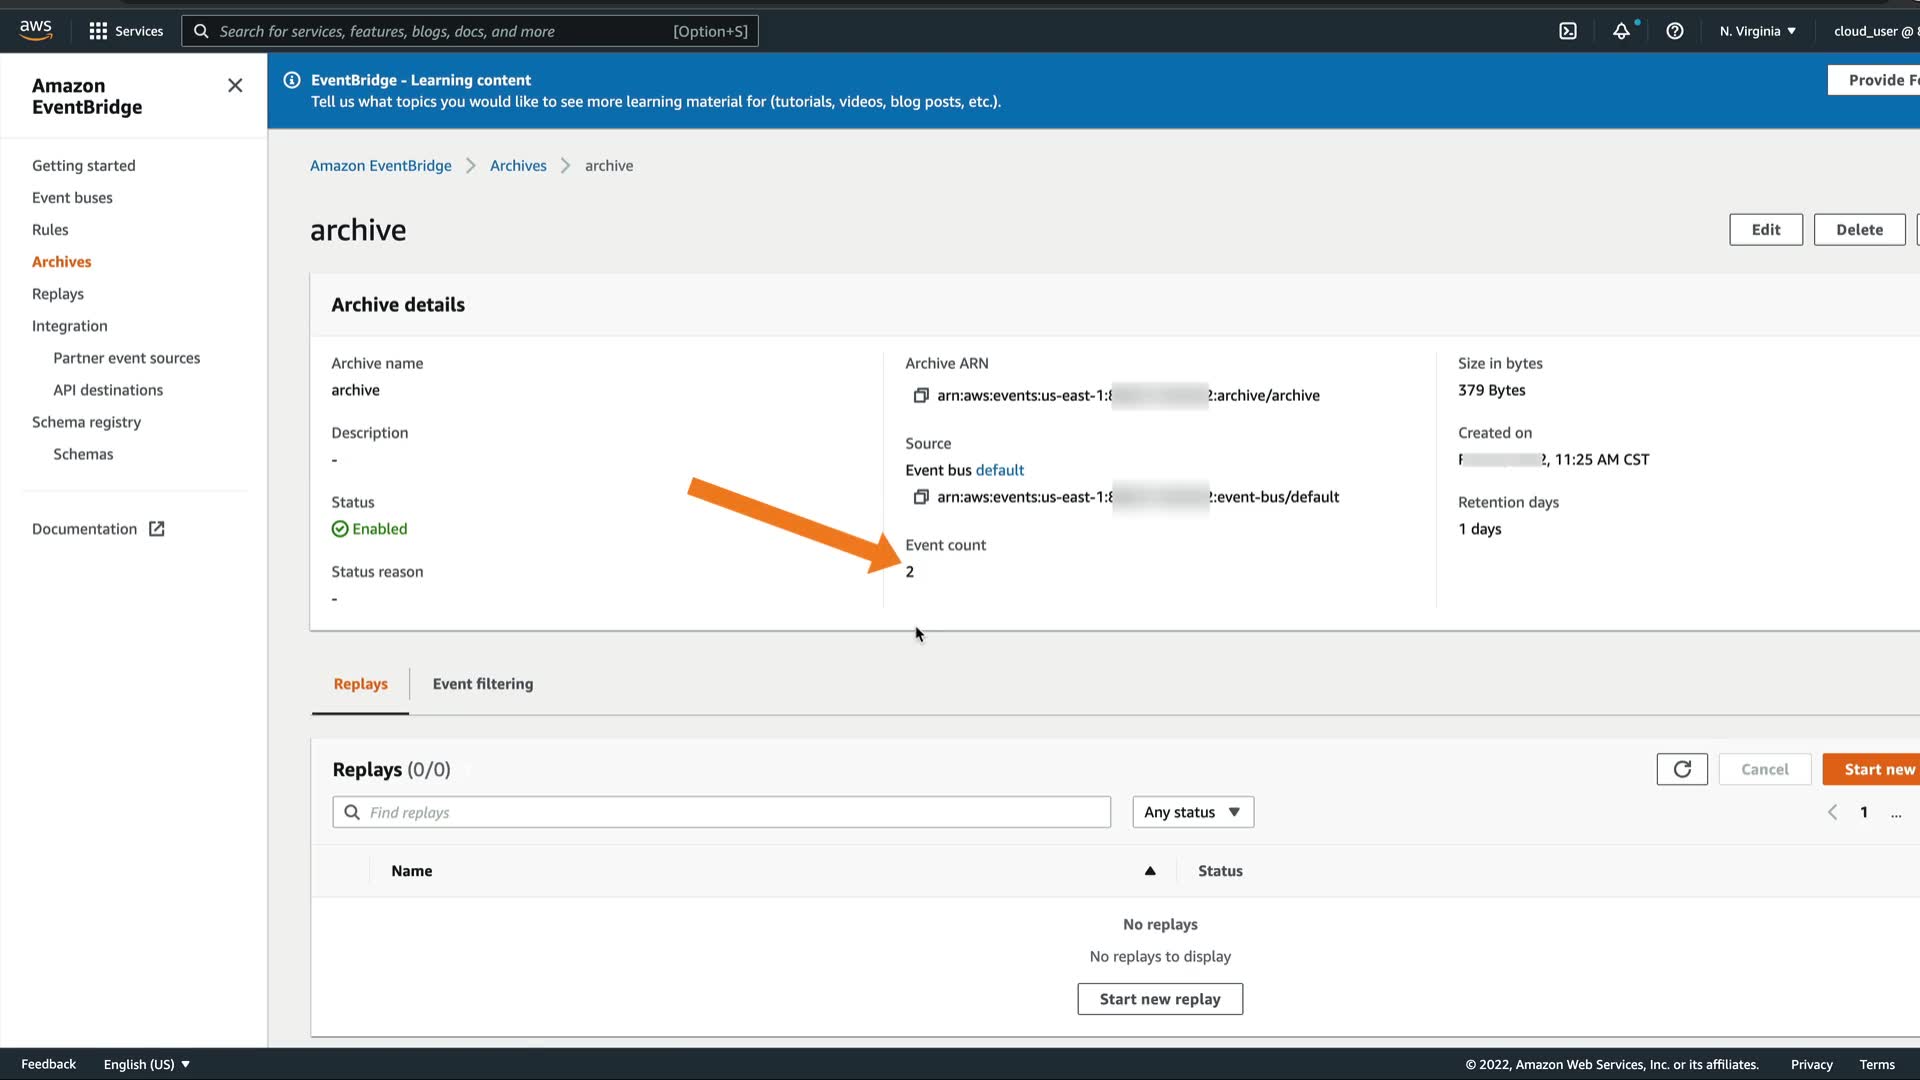 aws
Services
Search for services, features, blogs, docs, and more
[Option+S]
N. Virginia
cloud_user @
Amazon
EventBridge
EventBridge - Learning content
Tell us what topics you would like to see more learning material for (tutorials, videos, blog posts, etc.).
Provide
Getting started
Event buses
Rules
Archives
Replays
Integration
Partner event sources
API destinations
Schema registry
Schemas
Documentation
Amazon EventBridge
Archives
archive
archive
Edit
Delete
Archive details
Archive name
archive
Description
-
Status
Enabled
Status reason
-
Archive ARN
arn:aws:events:us-east-1:
:archive/archive
Source
Event bus default
arn:aws:events:us-east-1:
:event-bus/default
Event count
2
Size in bytes
379 Bytes
Created on
, 11:25 AM CST
Retention days
1 days
Replays
Event filtering
Replays (0/0)
Cancel
Start new
Find replays
Any status
1
...
Name
Status
No replays
No replays to display
Start new replay
Feedback
English (US)
© 2022, Amazon Web Services, Inc. or its affiliates.
Privacy
Terms